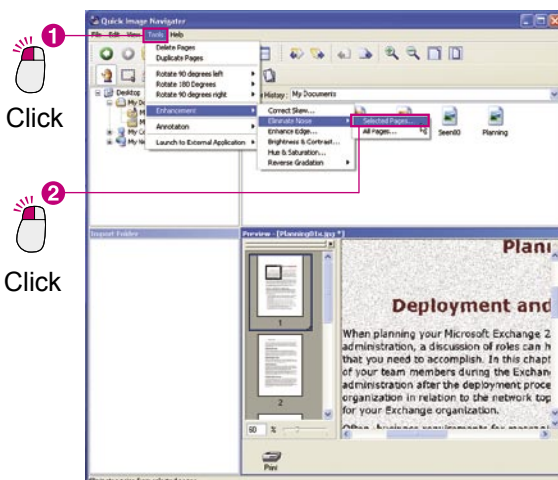 1
Click
2
Click
Quick Image Navigator
File Edit View Tools Help
Delete Pages
Duplicate Pages
Rotate 90 degrees left
Rotate 180 Degrees
Rotate 90 degrees right
Enhancement
Annotation
Launch to External Application
Correct Skew...
Eliminate Noise
Enhance Edge...
Brightness & Contrast...
Hue & Saturation...
Reverse Gradation
Selected Pages...
All Pages...
History: My Documents
Desktop
Seen80
Planning
Import Folder
Preview - [Planning01s.jpg *]
1
2
60 %
Print
Plan
Deployment and
When planning your Microsoft Exchange 2
administration, a discussion of roles can h
that you need to accomplish. In this chapt
of your team members during the Exchan
administration after the deployment proce
organization in relation to the network top
for your Exchange organization.